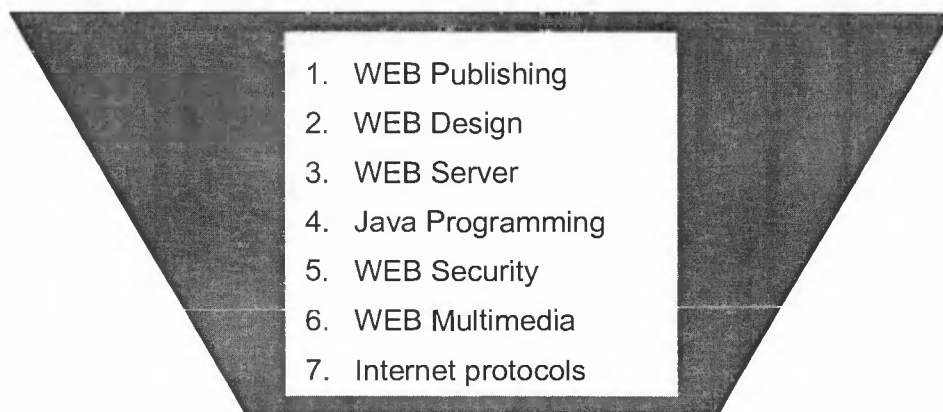 1. WEB Publishing
2. WEB Design
3. WEB Server
4. Java Programming
5. WEB Security
6. WEB Multimedia
7. Internet protocols